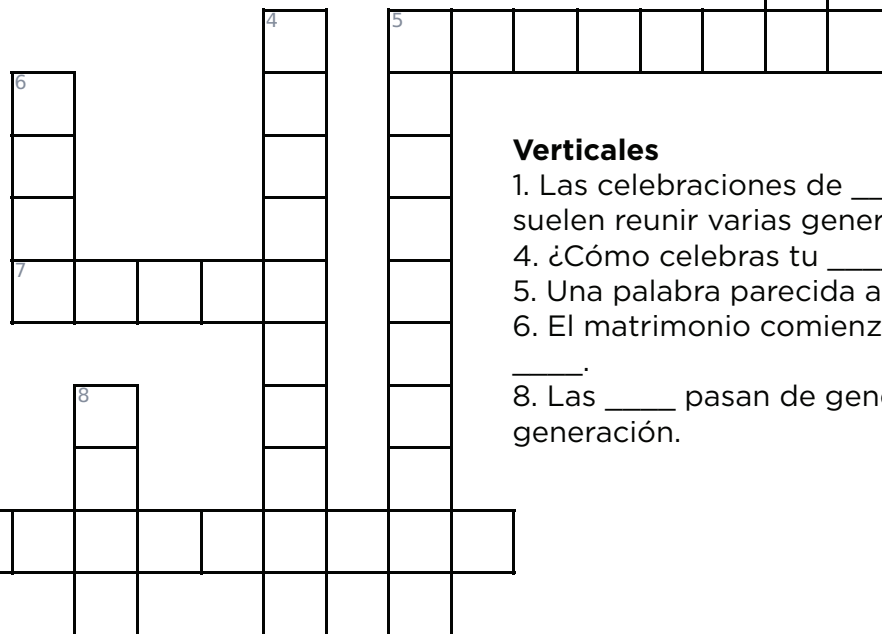 4
5
6
7
8
Verticales
1. Las celebraciones de __
suelen reunir varias gener
4. ¿Cómo celebras tu ___
5. Una palabra parecida a
6. El matrimonio comienz
____.
8. Las ____ pasan de gen
generación.